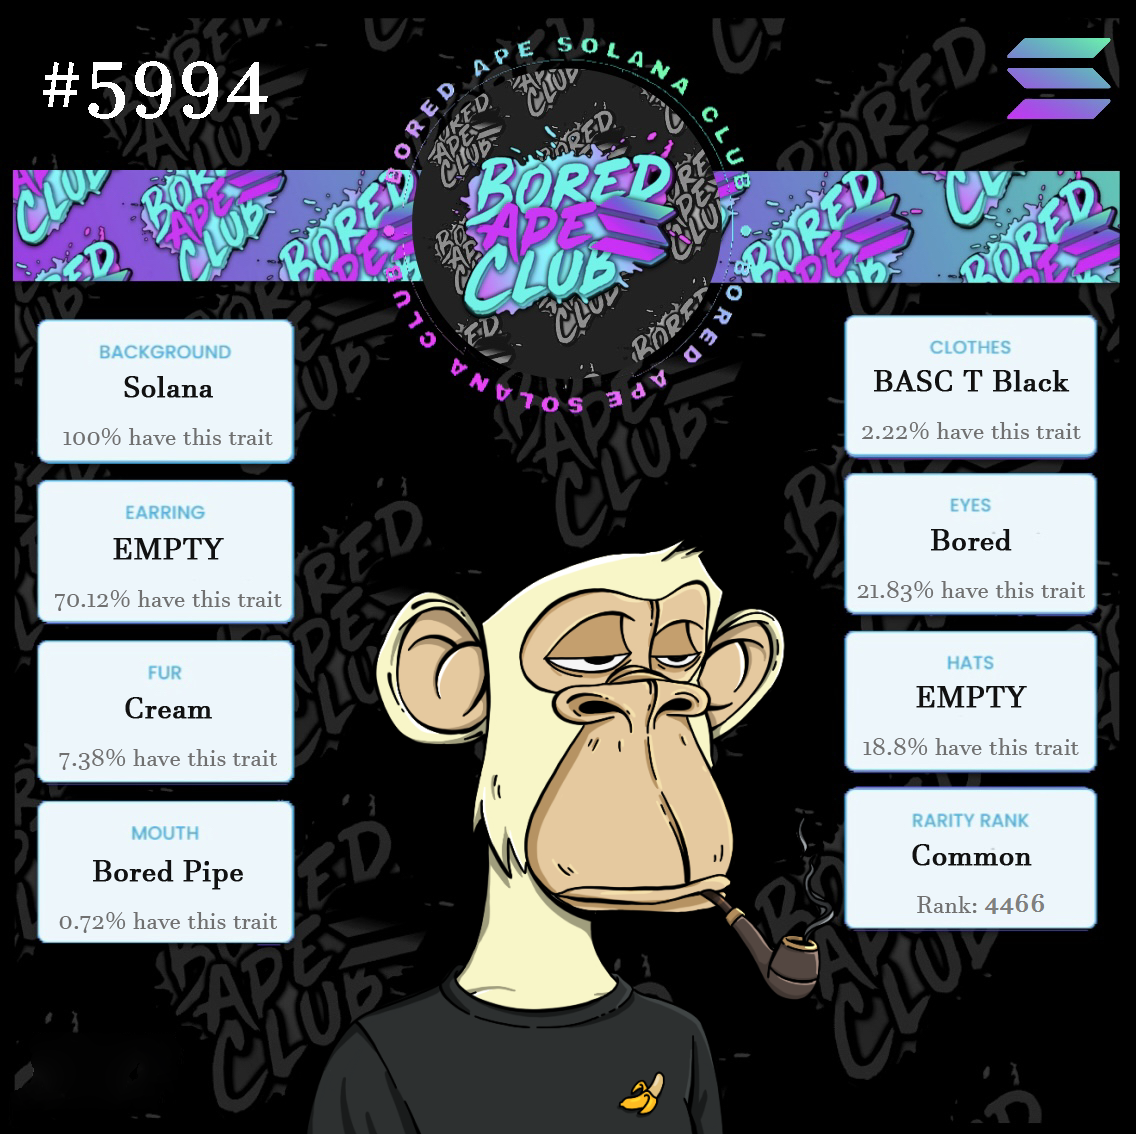 #5994
BORED APE SOLANA CLUB
BORED
APE
CLUB
BORED APE SOLANA CLUB
BACKGROUND
Solana
100% have this trait
EARRING
EMPTY
70.12% have this trait
FUR
Cream
7.38% have this trait
MOUTH
Bored Pipe
0.72% have this trait
CLOTHES
BASC T Black
2.22% have this trait
EYES
Bored
21.83% have this trait
HATS
EMPTY
18.8% have this trait
RARITY RANK
Common
Rank: 4466